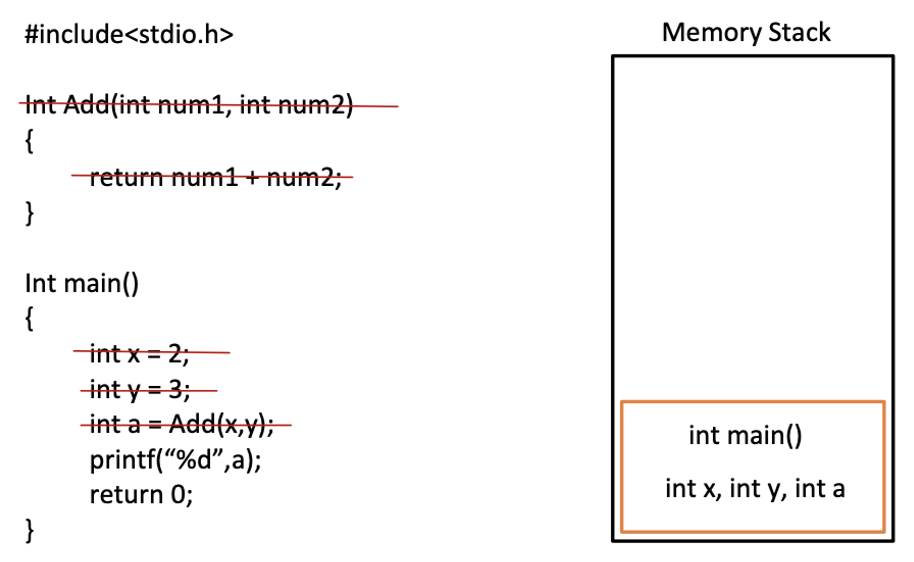 #include<stdio.h>
Int Add(int num1, int num2)
{
return num1 + num2;
}
Int main()
{
int x = 2;
int y = 3;
int a = Add(x,y);
printf(“%d”,a);
return 0;
}
Memory Stack
int main()
int x, int y, int a